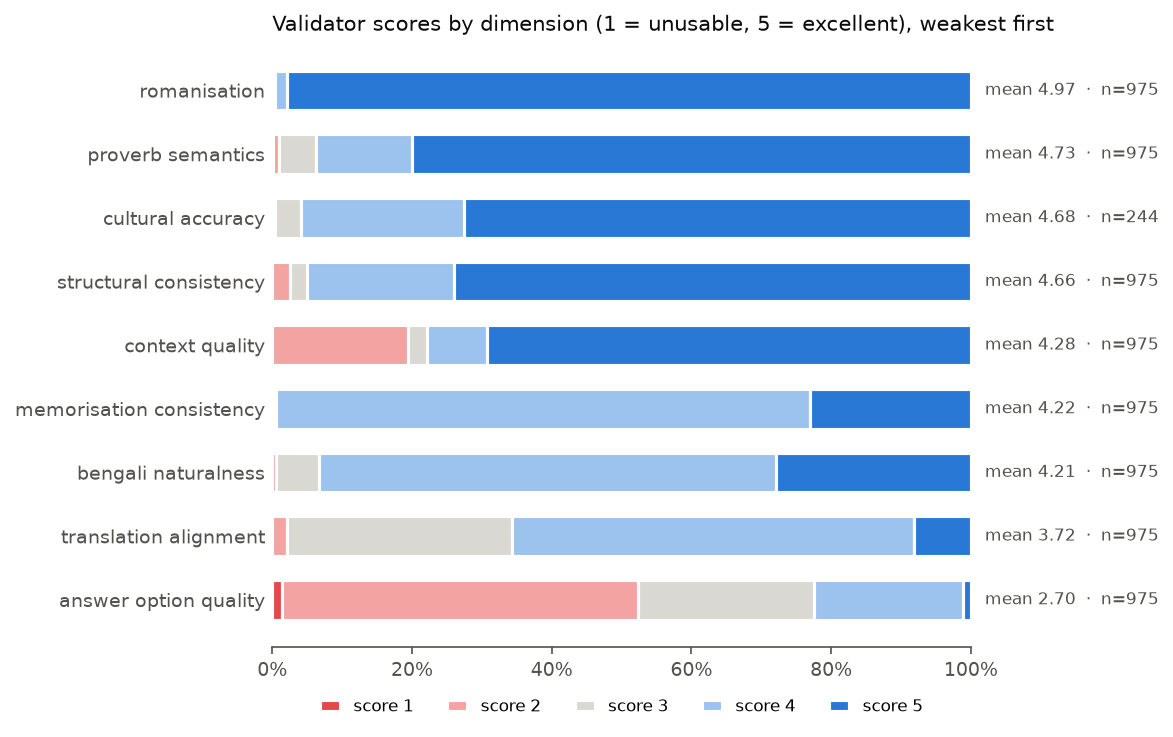 Validator scores by dimension (1 = unusable, 5 = excellent), weakest first
romanisation mean 4.97 · n=975
proverb semantics mean 4.73 · n=975
cultural accuracy mean 4.68 · n=244
structural consistency mean 4.66 · n=975
context quality mean 4.28 · n=975
memorisation consistency mean 4.22 · n=975
bengali naturalness mean 4.21 · n=975
translation alignment mean 3.72 · n=975
answer option quality mean 2.70 · n=975
0% 20% 40% 60% 80% 100%
score 1 score 2 score 3 score 4 score 5